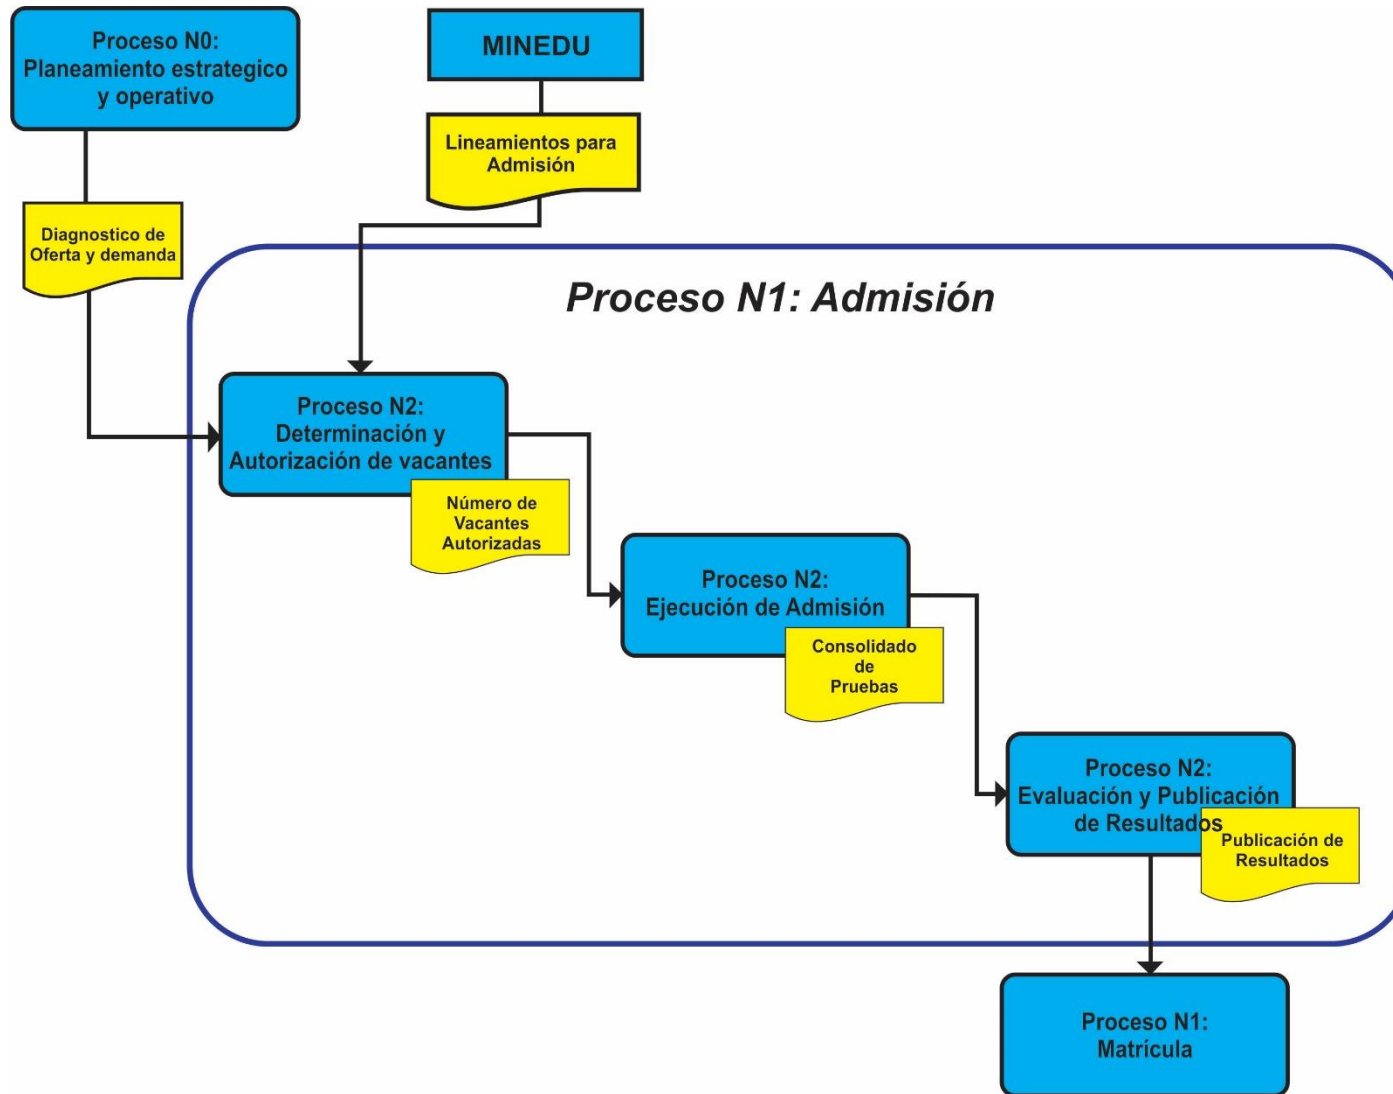 Proceso N0:
Planeamiento estrategico
y operativo
MINEDU
Lineamientos para
Admisión
Diagnostico de
Oferta y demanda
Proceso N1: Admisión
Proceso N2:
Determinación y
Autorización de vacantes
Número de
Vacantes
Autorizadas
Proceso N2:
Ejecución de Admisión
Consolidado
de
Pruebas
Proceso N2:
Evaluación y Publicación
de Resultados
Publicación de
Resultados
Proceso N1:
Matrícula